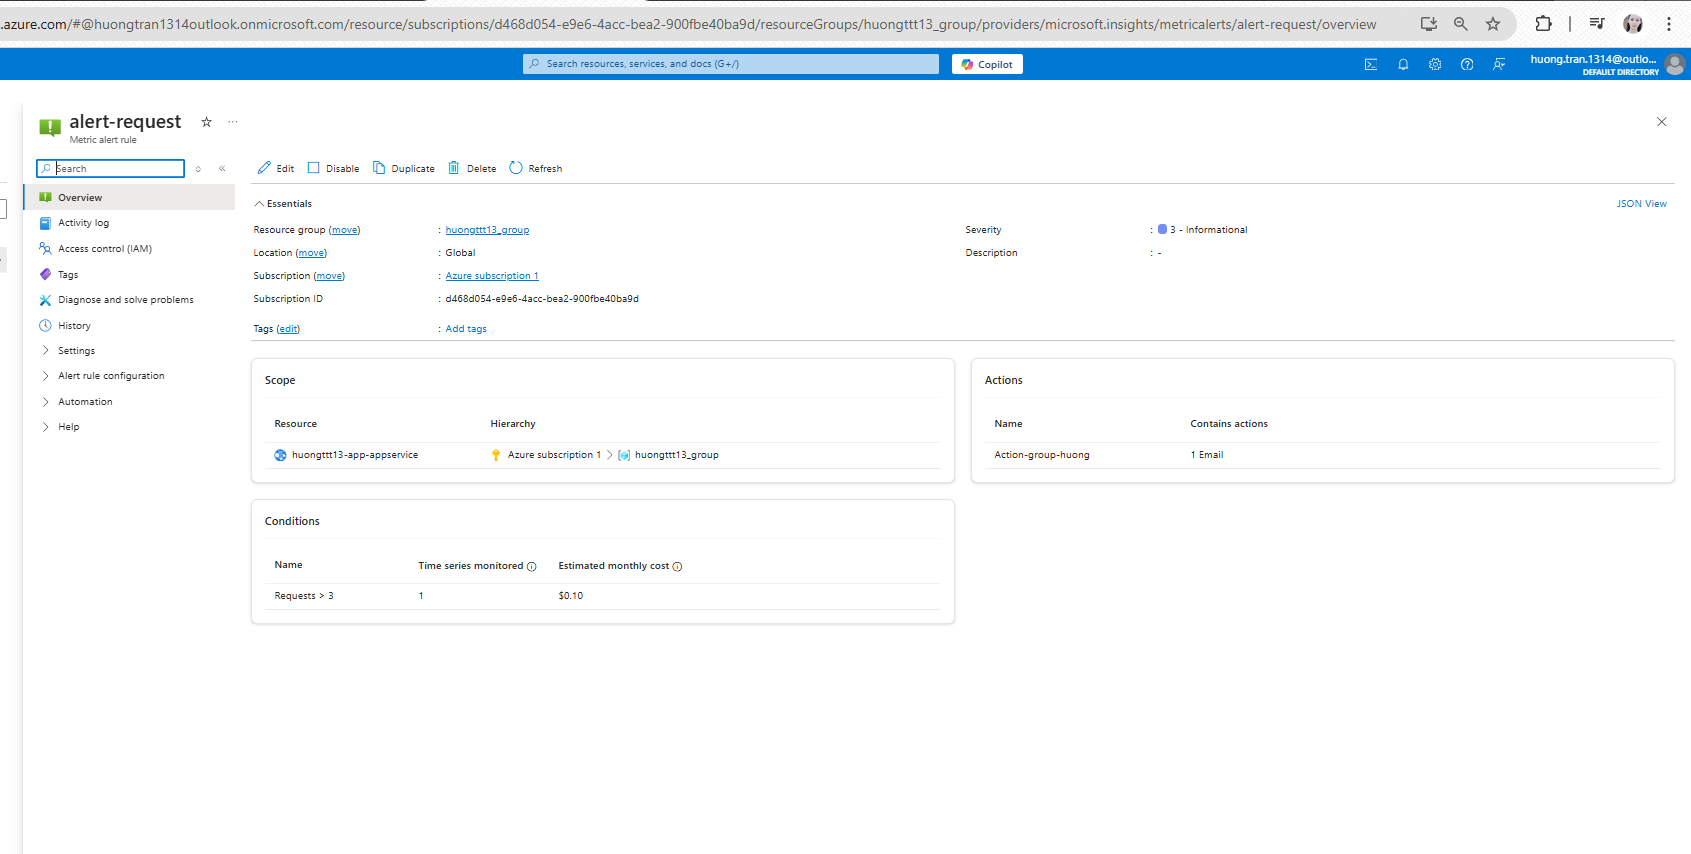 .azure.com/#@huongtran1314outlook.onmicrosoft.com/resource/subscriptions/d468d054-e9e6-4acc-bea2-900fbe40ba9d/resourceGroups/huongttt13_group/providers/microsoft.insights/metricalerts/alert-request/overview
Search resources, services, and docs (G+/)
Copilot
huong.tran.1314@outlo...
DEFAULT DIRECTORY
alert-request
Metric alert rule
Search
Edit Disable Duplicate Delete Refresh
Overview
Activity log
Access control (IAM)
Tags
Diagnose and solve problems
History
Settings
Alert rule configuration
Automation
Help
Essentials
JSON View
Resource group (move) : huongttt13_group
Location (move) : Global
Subscription (move) : Azure subscription 1
Subscription ID : d468d054-e9e6-4acc-bea2-900fbe40ba9d
Tags (edit) : Add tags
Severity : 3 - Informational
Description : -
Scope
Resource Hierarchy
huongttt13-app-appservice Azure subscription 1 > huongttt13_group
Actions
Name Contains actions
Action-group-huong 1 Email
Conditions
Name Time series monitored Estimated monthly cost
Requests > 3 1 $0.10